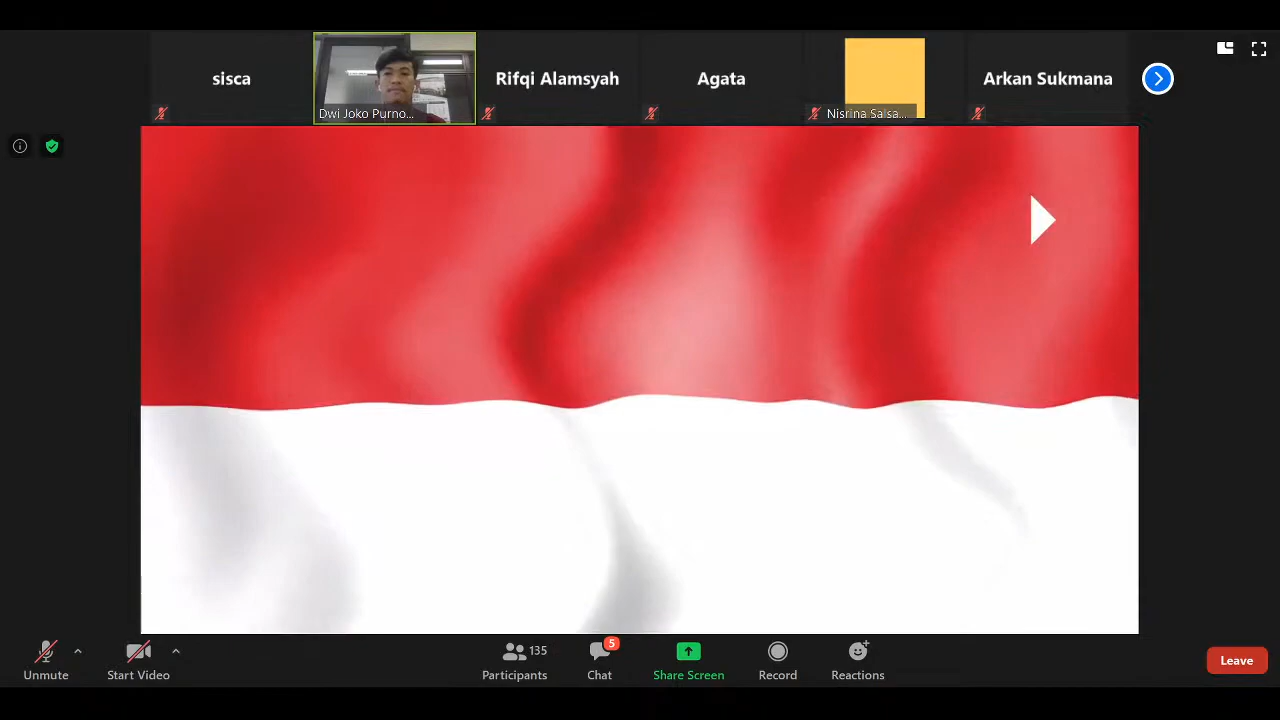 sisca
Dwi Joko Purno...
Rifqi Alamsyah
Agata
Nisrina Salsa...
Arkan Sukmana
Unmute
Start Video
135
Participants
5
Chat
Share Screen
Record
Reactions
Leave